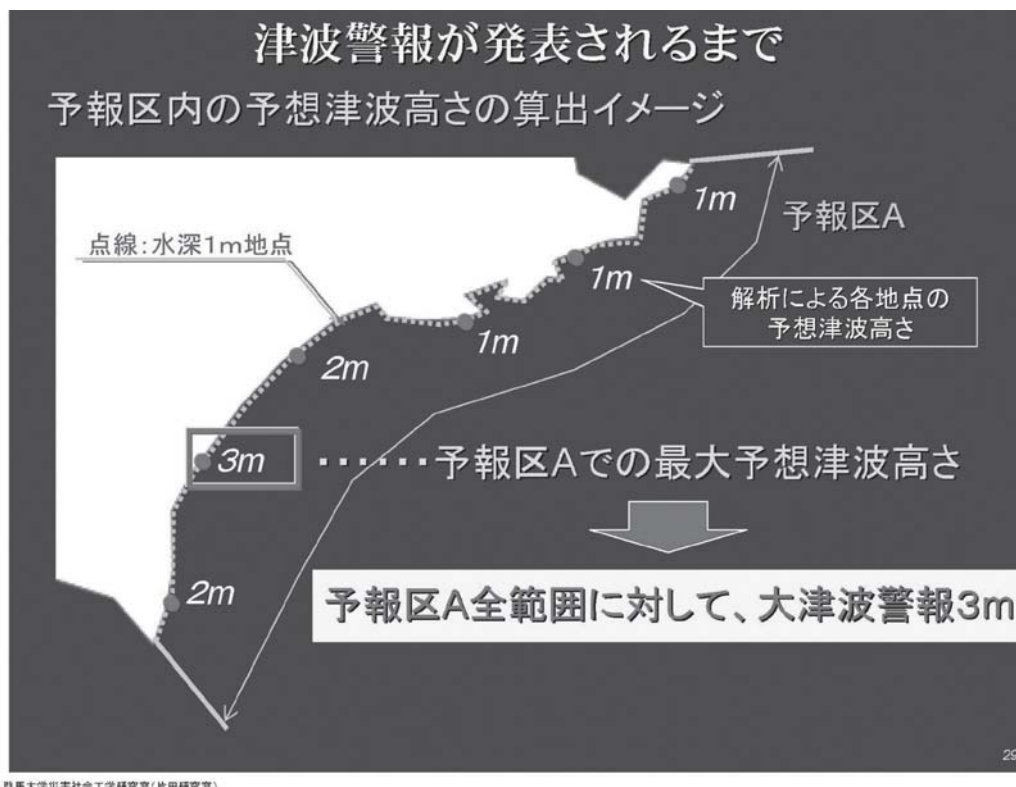 津波警報が発表されるまで
予報区内の予想津波高さの算出イメージ
1m
予報区A
点線:水深1m地点
1m
解析による各地点の
予想津波高さ
1m
2m
3m
……予報区Aでの最大予想津波高さ
2m
予報区A全範囲に対して、大津波警報3m
29